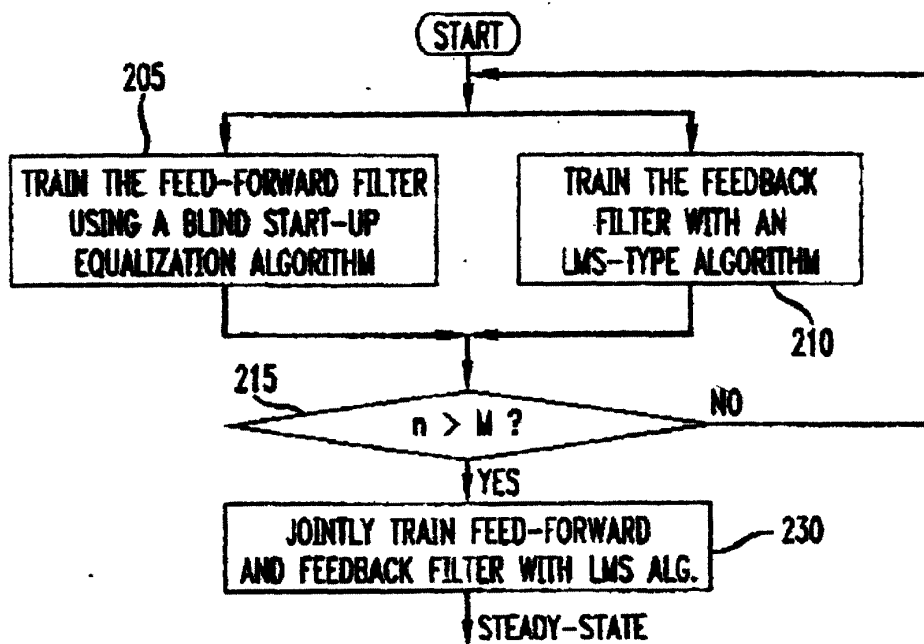 START
205
TRAIN THE FEED-FORWARD FILTER
USING A BLIND START-UP
EQUALIZATION ALGORITHM
TRAIN THE FEEDBACK
FILTER WITH AN
LMS-TYPE ALGORITHM
210
215
n > M ?
NO
YES
JOINTLY TRAIN FEED-FORWARD
AND FEEDBACK FILTER WITH LMS ALG.
230
STEADY-STATE